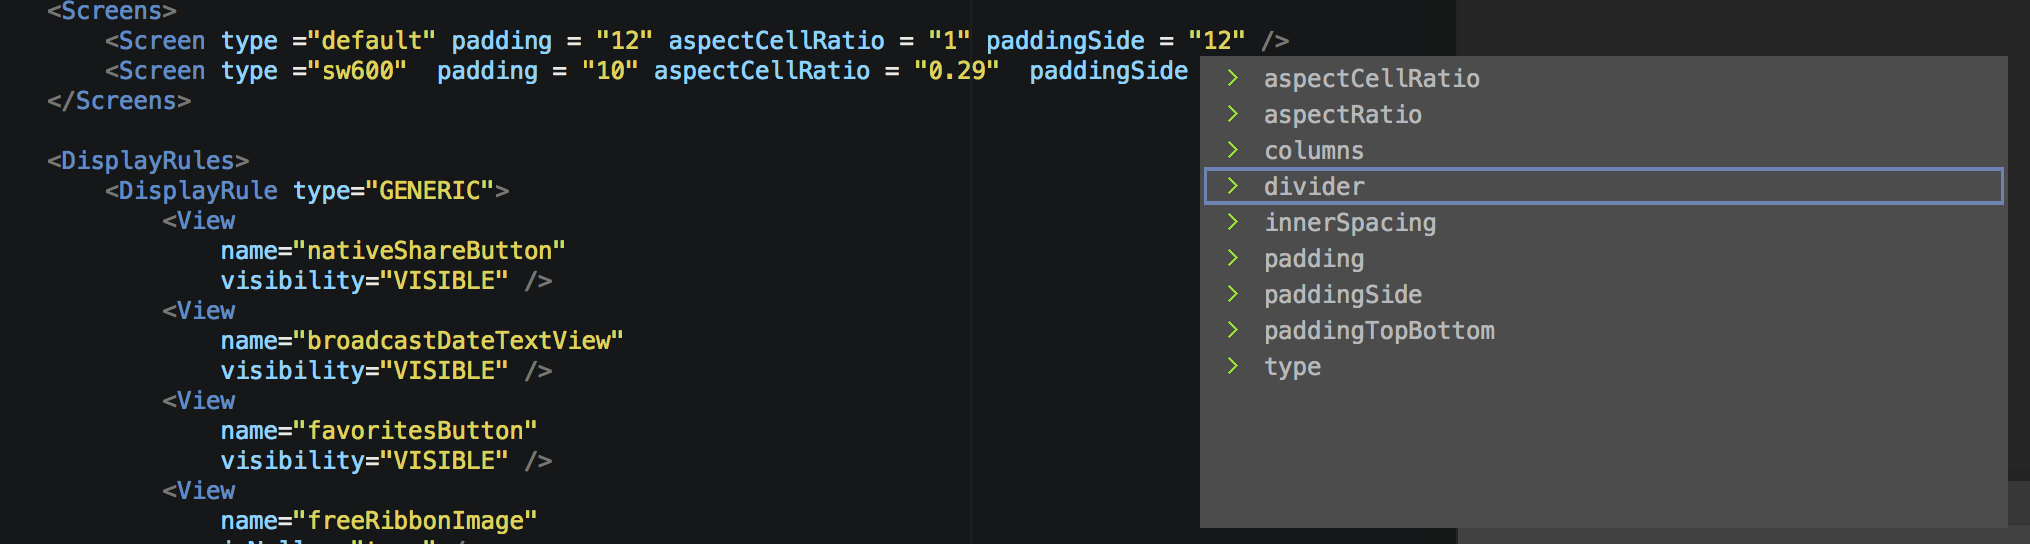 <Screens>
<Screen type ="default" padding = "12" aspectCellRatio = "1" paddingSide = "12" />
<Screen type ="sw600"  padding = "10" aspectCellRatio = "0.29"  paddingSide
</Screens>
<DisplayRules>
<DisplayRule type="GENERIC">
<View
name="nativeShareButton"
visibility="VISIBLE" />
<View
name="broadcastDateTextView"
visibility="VISIBLE" />
<View
name="favoritesButton"
visibility="VISIBLE" />
<View
name="freeRibbonImage"
> aspectCellRatio
> aspectRatio
> columns
> divider
> innerSpacing
> padding
> paddingSide
> paddingTopBottom
> type